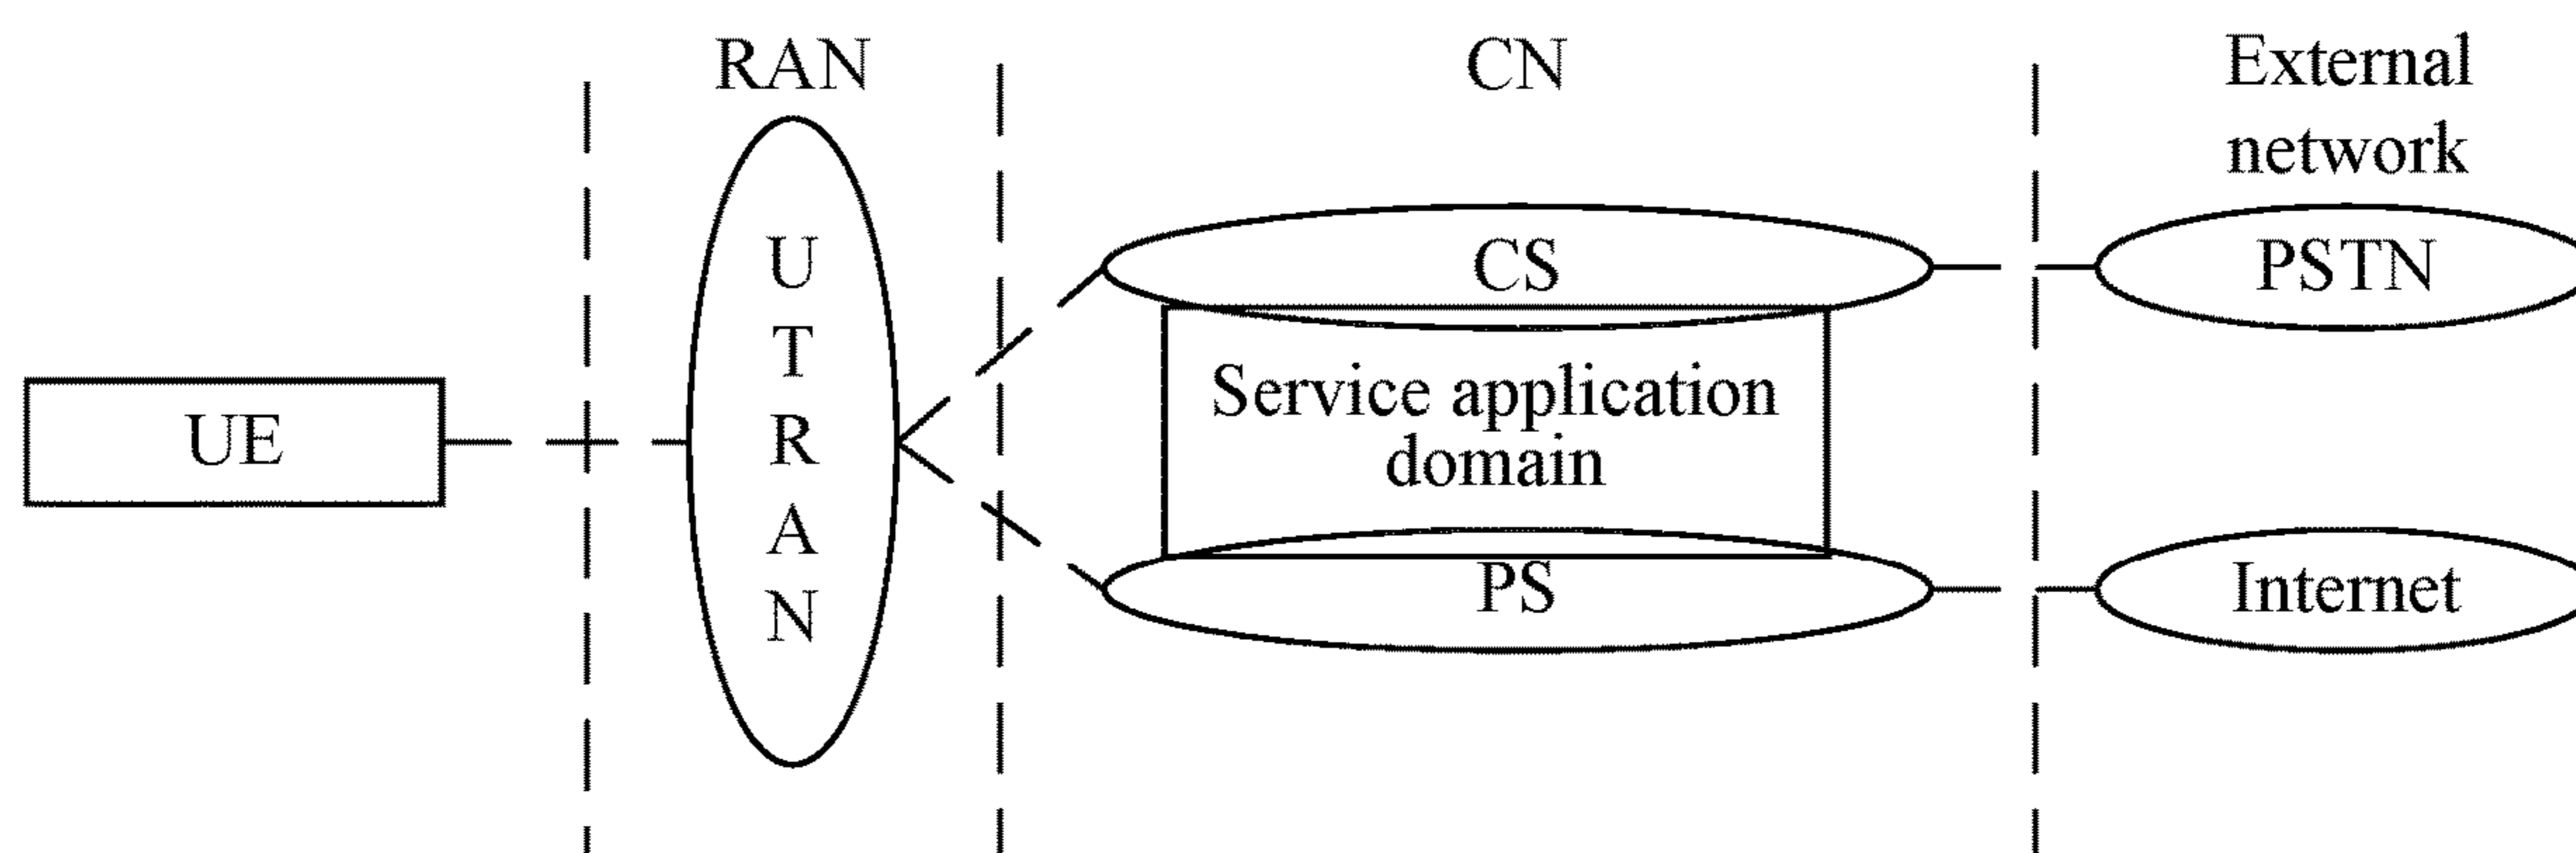 RAN
CN
External
network
UE
U
T
R
A
N
CS
Service application
domain
PS
PSTN
Internet